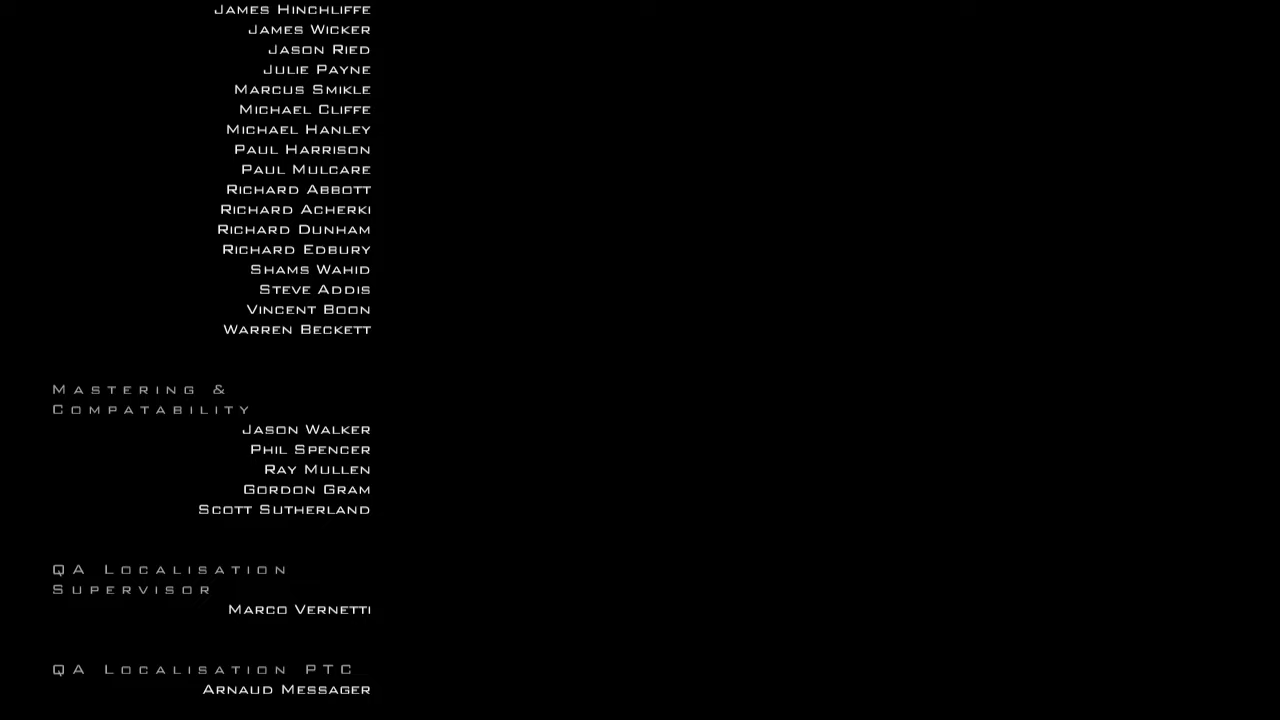 James Hinchliffe
James Wicker
Jason Ried
Julie Payne
Marcus Smikle
Michael Cliffe
Michael Hanley
Paul Harrison
Paul Mulcare
Richard Abbott
Richard Acherki
Richard Dunham
Richard Edbury
Shams Wahid
Steve Addis
Vincent Boon
Warren Beckett
Mastering &
Compatability
Jason Walker
Phil Spencer
Ray Mullen
Gordon Gram
Scott Sutherland
QA Localisation
Supervisor
Marco Vernetti
QA Localisation PTC
Arnaud Messager